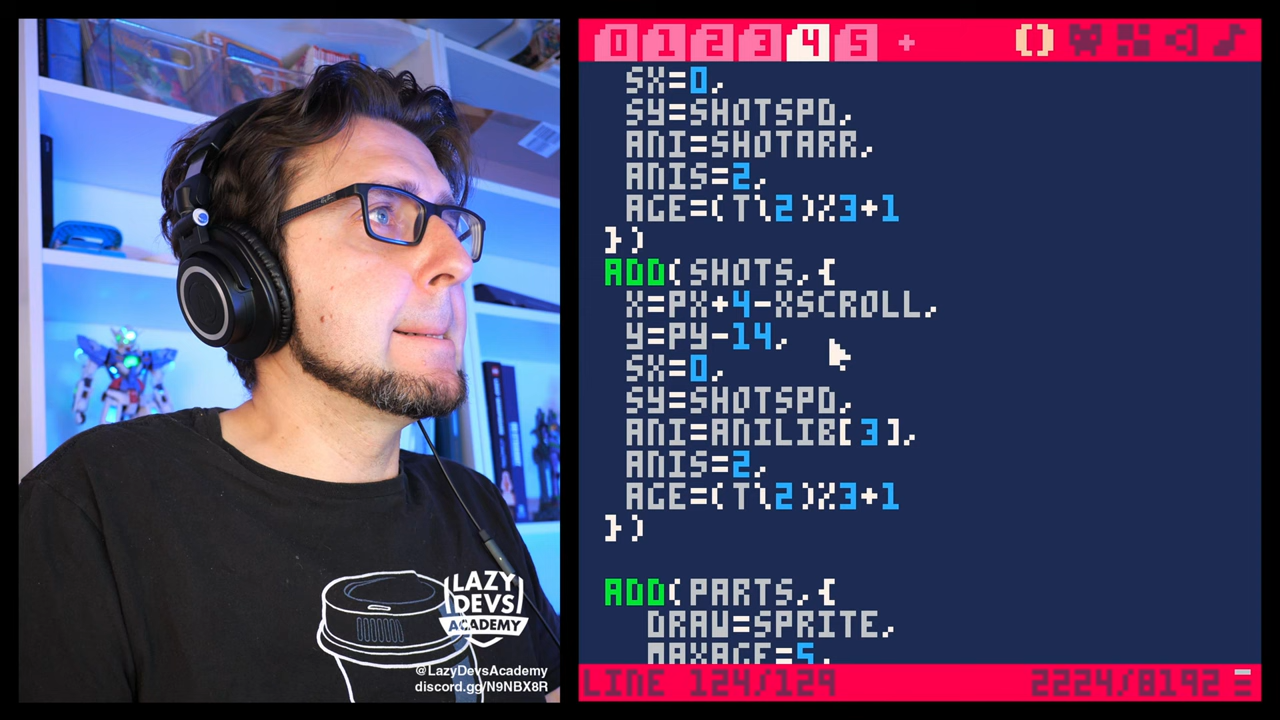 0 1 2 3 4 5 +
SX=0,
SY=SHOTSPD,
ANI=SHOTARR,
ANIS=2,
AGE=(T\2)%3+1
})
ADD(SHOTS,{
X=PX+4-XSCROLL,
Y=PY-14,
SX=0,
SY=SHOTSPD,
ANI=ANILIB[3],
ANIS=2,
AGE=(T\2)%3+1
})
ADD(PARTS,{
DRAW=SPRITE,
MAXAGE=5,
LINE 124/129
2224/8192
LAZY
DEVS
ACADEMY
@LazyDevsAcademy
discord.gg/N9NBX8R